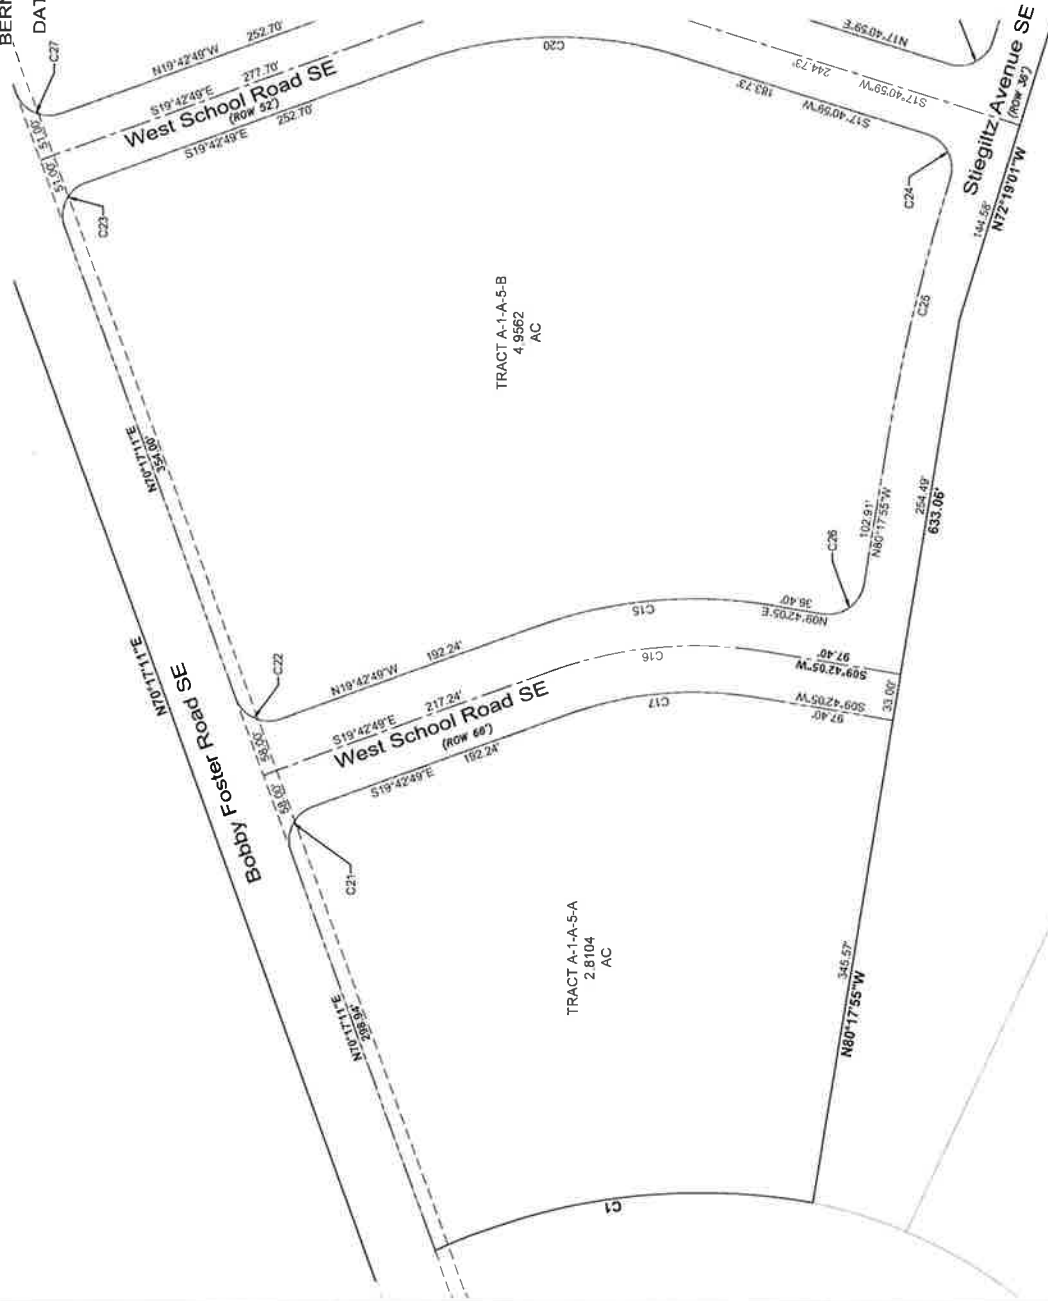 BERN
DAT
C27
N19°42'49"W 252.70'
S19°42'49"E 277.70'
West School Road SE
(ROW 52')
S19°42'49"E 252.70'
51.00'
51.00'
C23
C20
N17°40'59"E
244.73'
S17°40'59"W
183.73'
S17°40'59"W
Stiegiltz Avenue SE
(ROW 36')
C24
144.58'
N72°19'01"W
TRACT A-1-A-5-B
4.9562
AC
C25
N70°17'11"E
354.00'
N70°17'11"E
Bobby Foster Road SE
C22
58.00'
58.00'
N19°42'49"W 192.24'
S19°42'49"E 217.24'
West School Road SE
(ROW 66')
S19°42'49"E 192.24'
C15
C16
C17
C26
102.91'
N80°17'55"W
36.40'
N09°42'05"E
254.49'
633.06'
97.40'
S09°42'05"W
S09°42'05"W
97.40'
33.00'
C21
TRACT A-1-A-5-A
2.8104
AC
N70°17'11"E
298.94'
345.57'
N80°17'55"W
C1